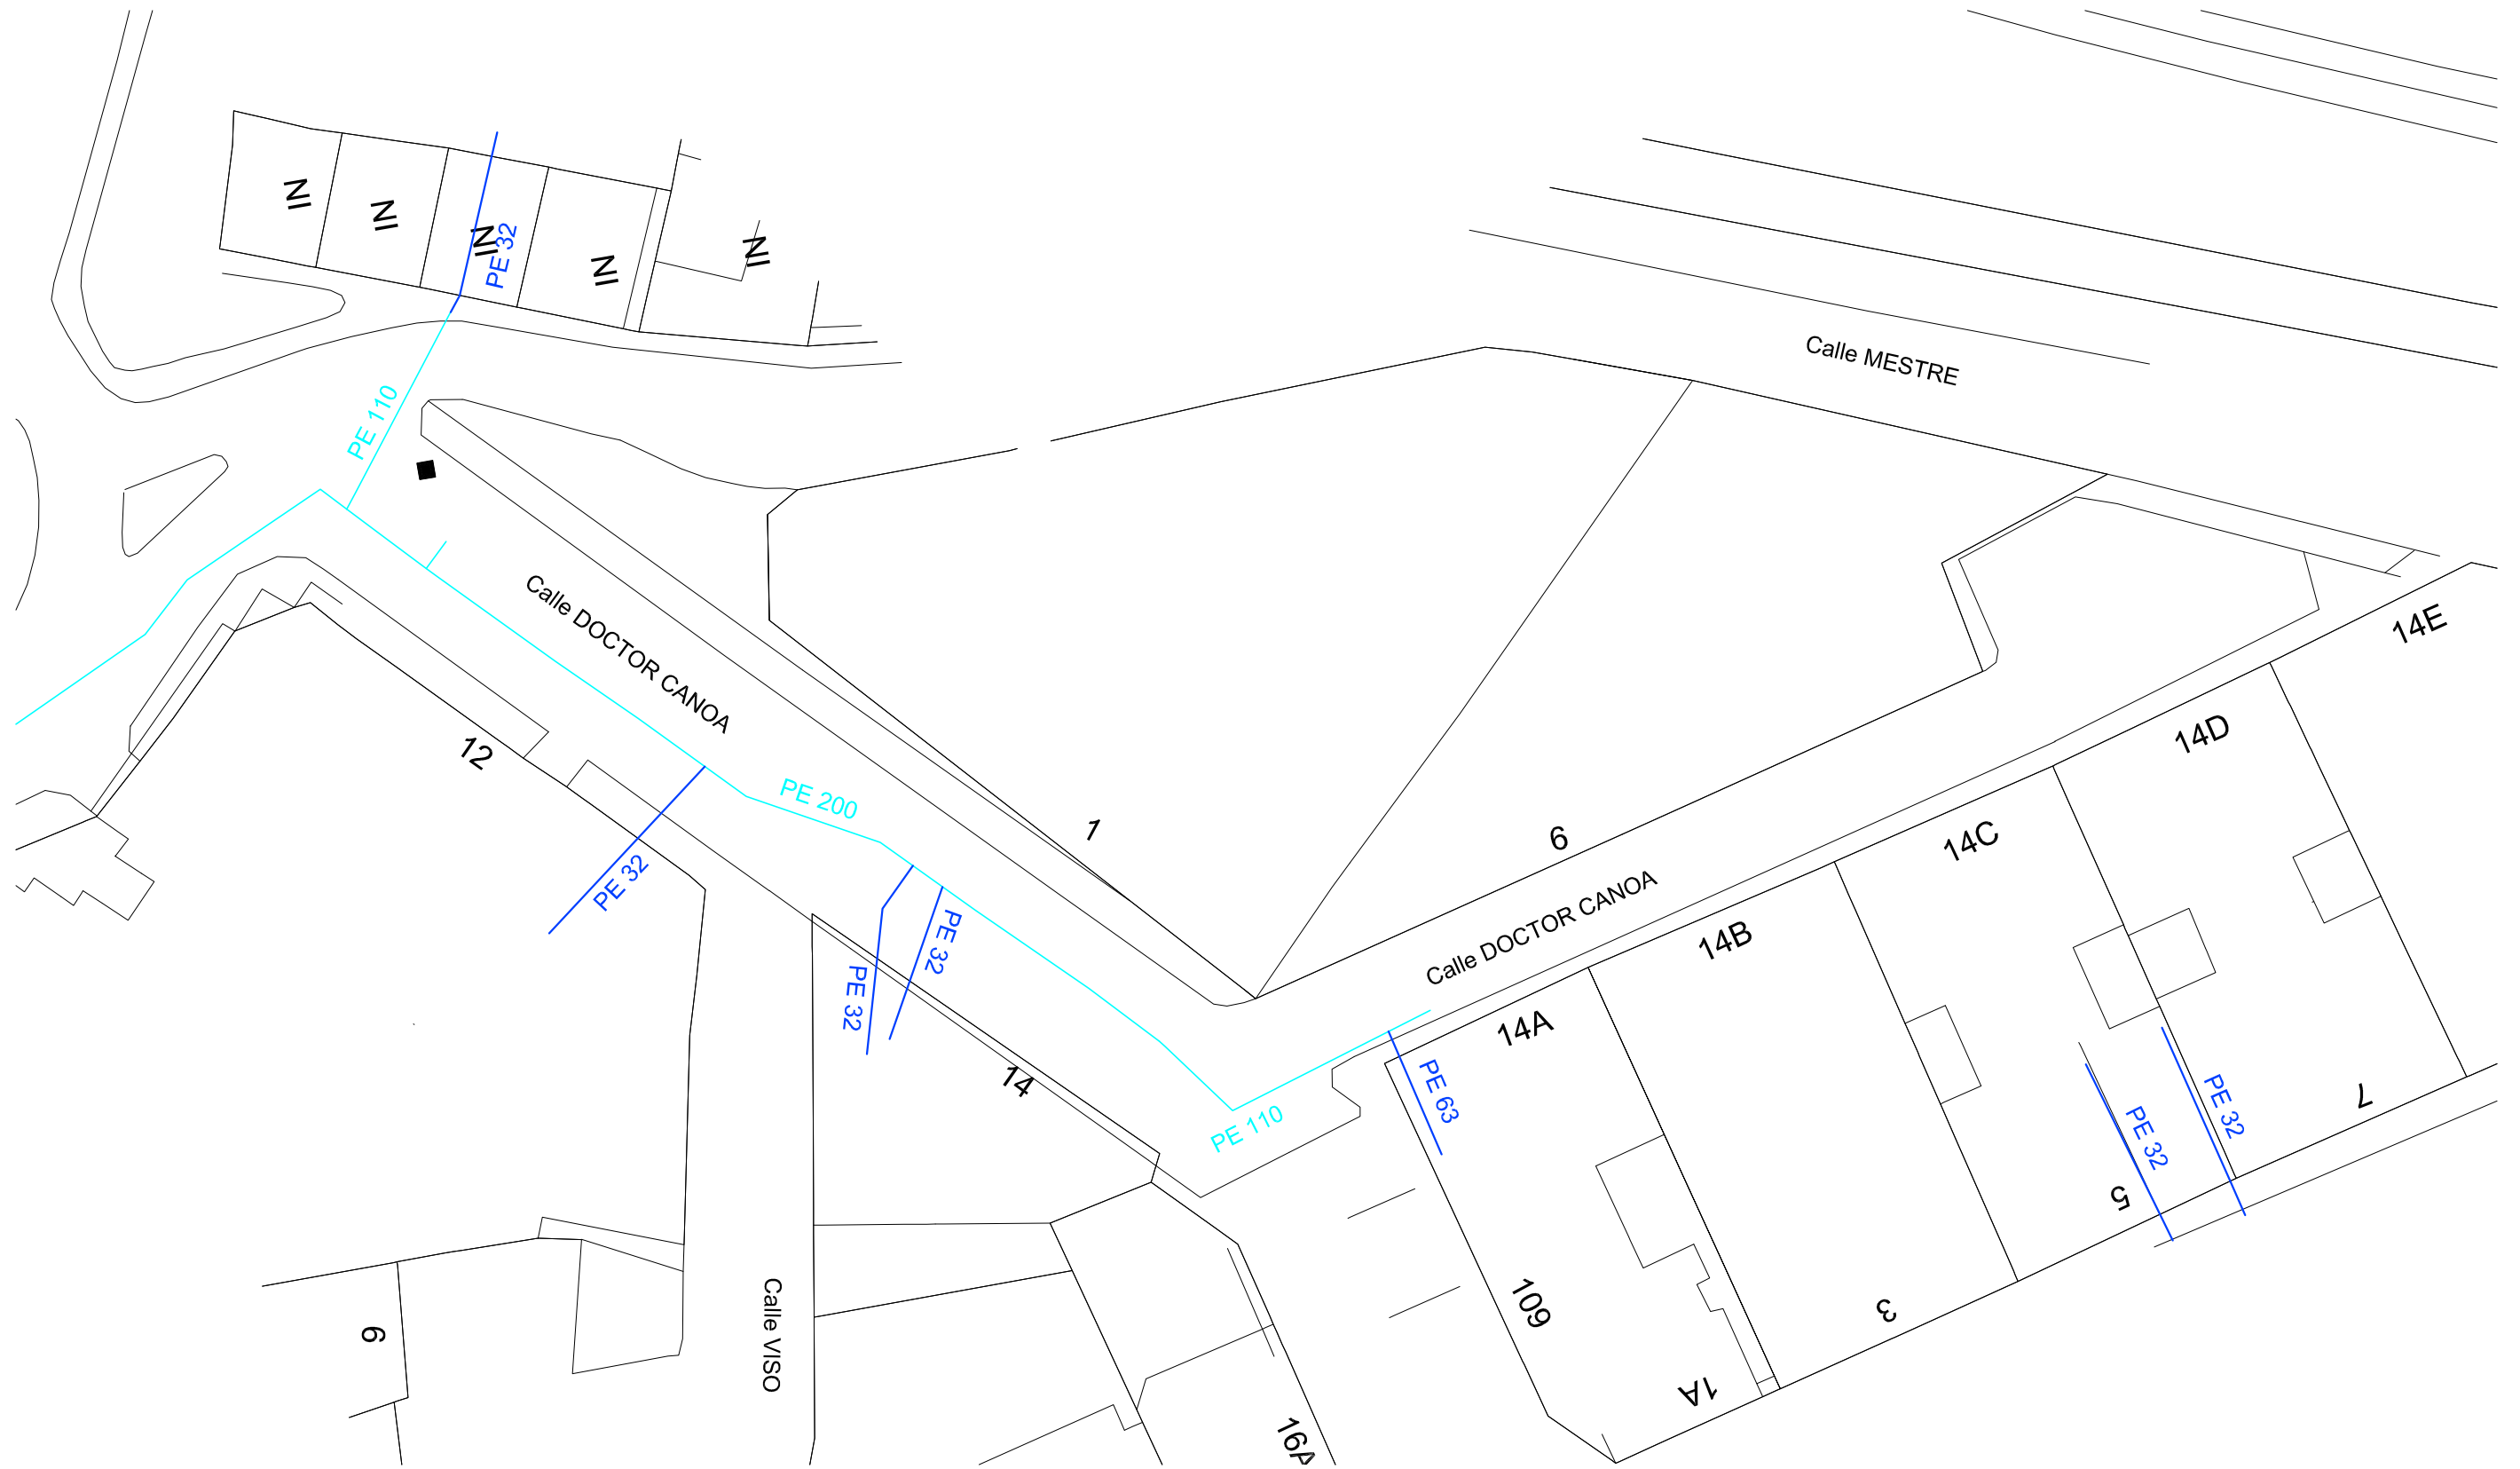 NI
NI
NI
PE 32
NI
NI
Calle MESTRE
PE 110
Calle DOCTOR CANOA
14E
14D
12
PE 200
1
6
14C
PE 32
Calle DOCTOR CANOA
14B
PE 32
PE 32
14A
14
PE 63
PE 110
7
PE 32
PE 32
5
109
3
6
Calle VISO
1A
16A